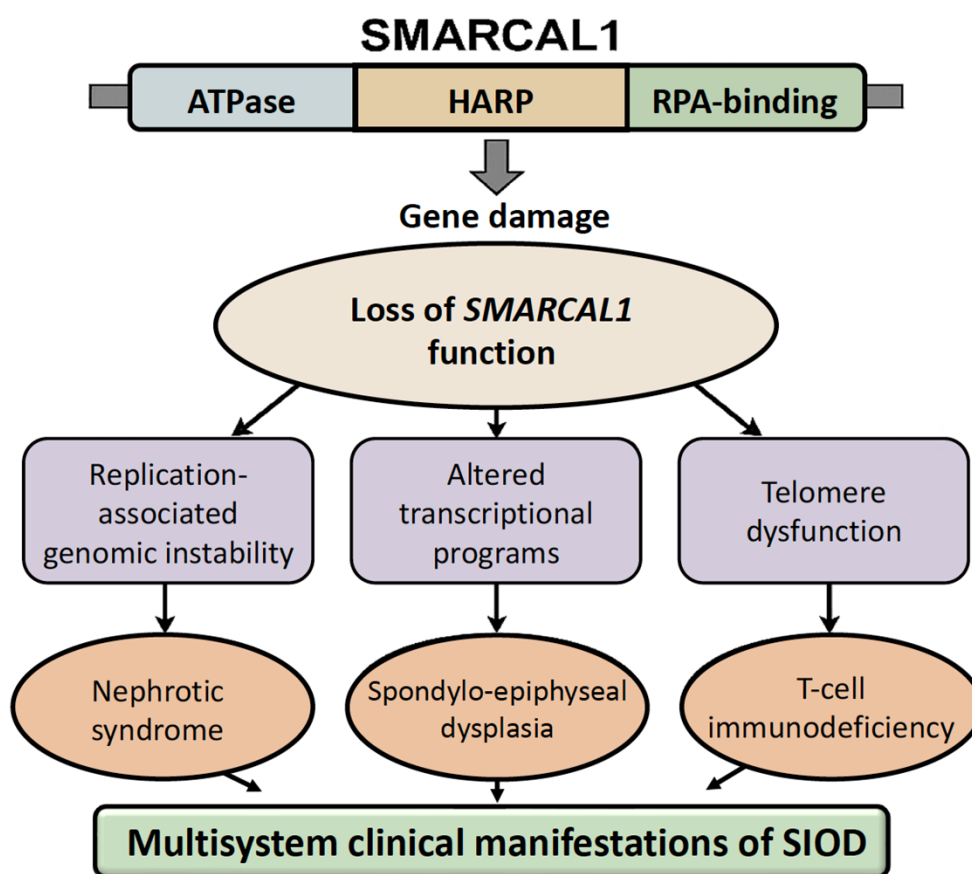 SMARCAL1
ATPase
HARP
RPA-binding
Gene damage
Loss of SMARCAL1
function
Replication-
associated
genomic instability
Altered
transcriptional
programs
Telomere
dysfunction
Nephrotic
syndrome
Spondylo-epiphyseal
dysplasia
T-cell
immunodeficiency
Multisystem clinical manifestations of SIOD